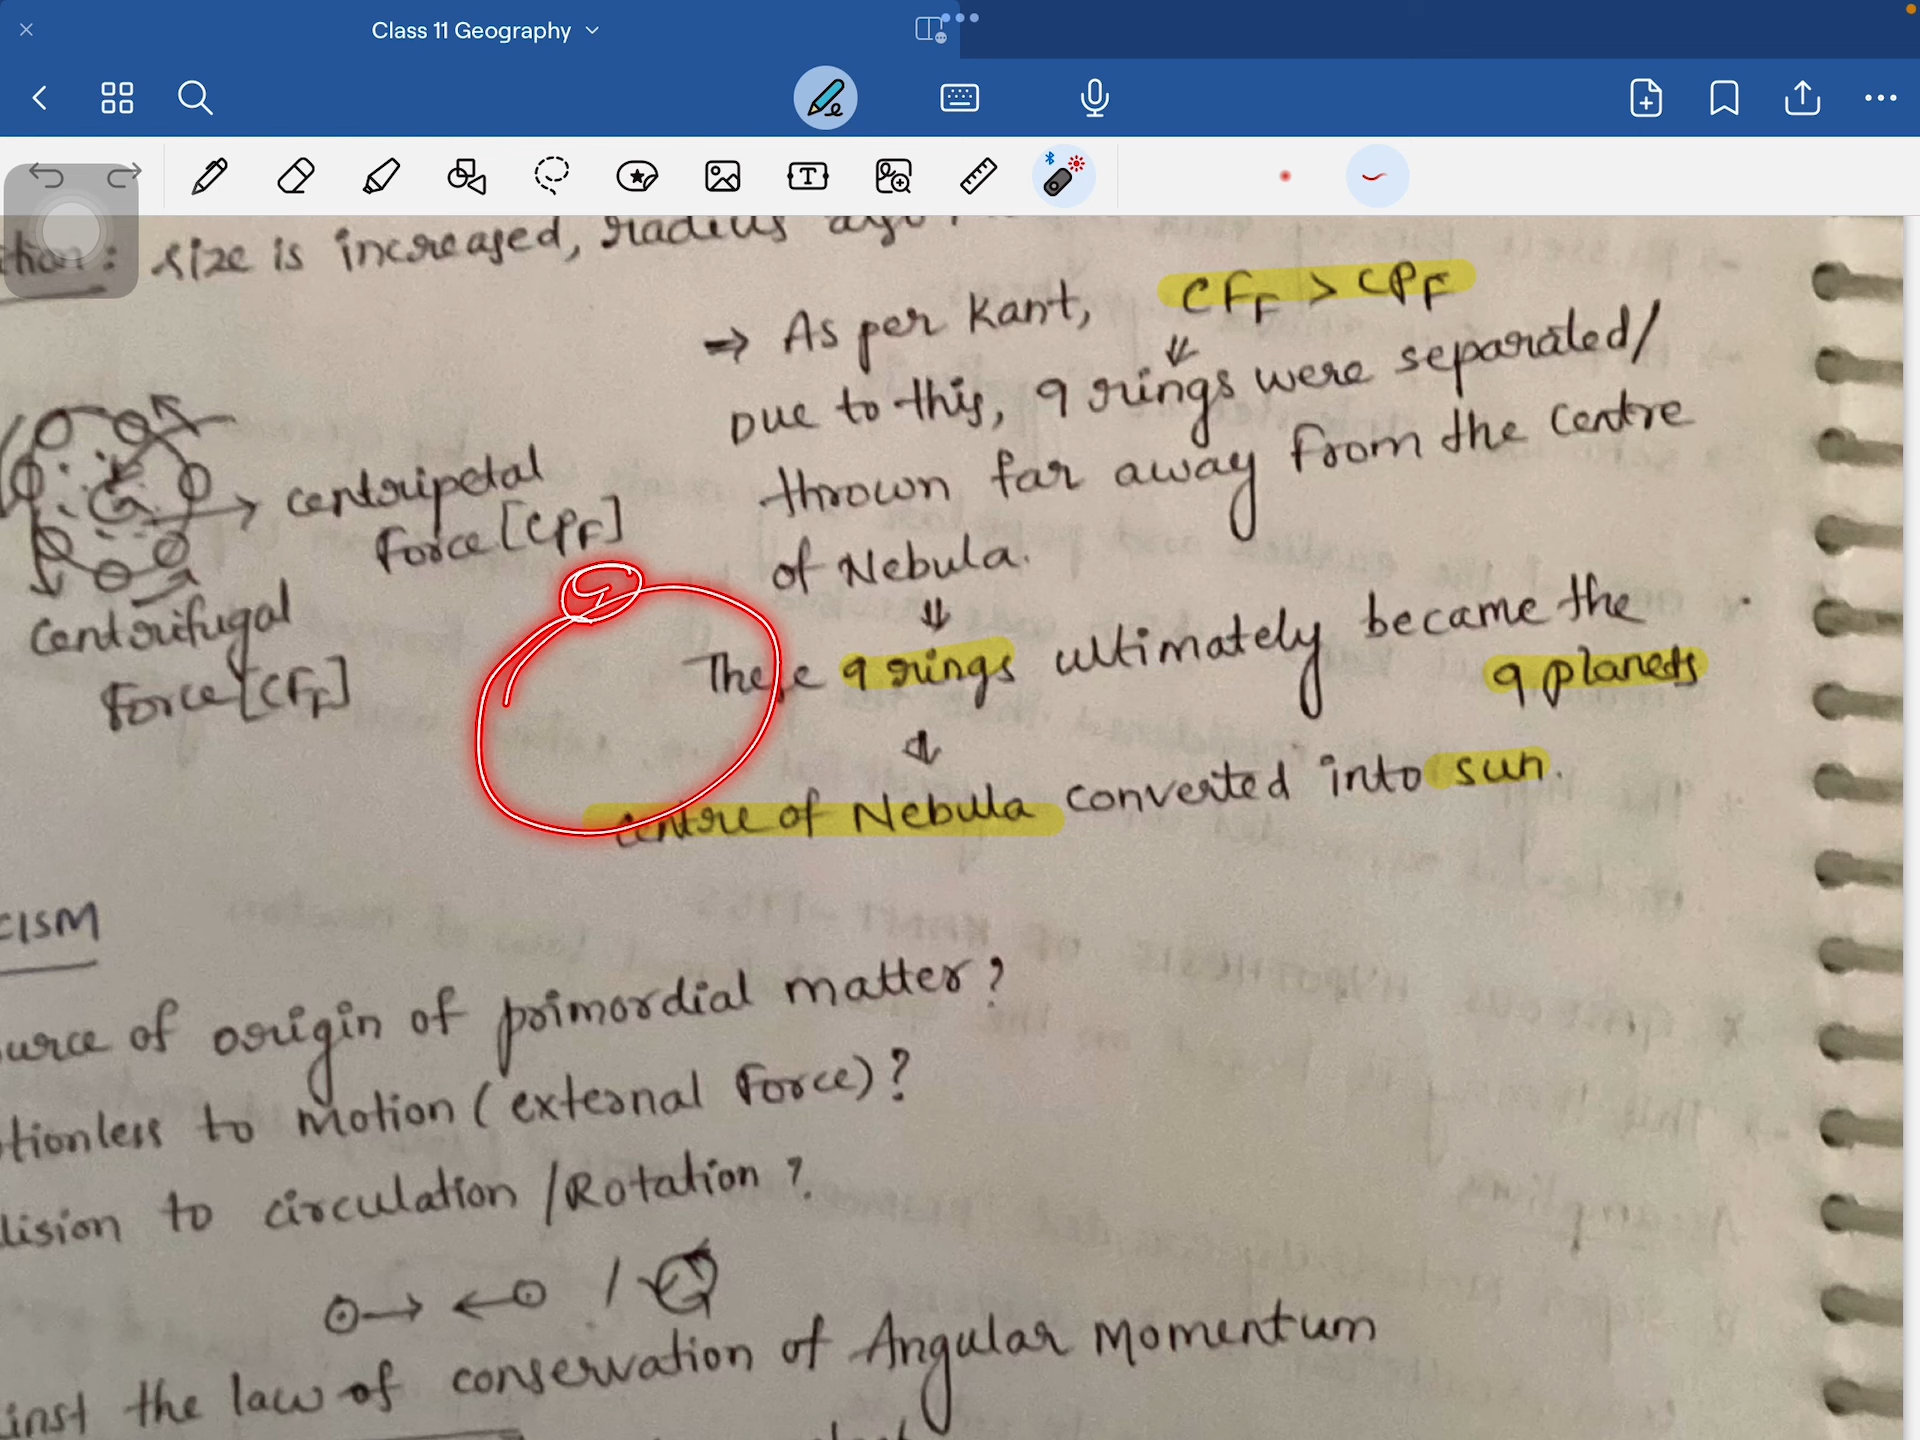 Class 11 Geography
tion: size is increased, radius
→ As per Kant, CFF > CPF
Due to this, 9 rings were separated/
thrown far away from the centre
of Nebula.
centripetal
Force [CPF]
Centrifugal
Force [CFF]
These 9 rings ultimately became the
9 planets
centre of Nebula converted into sun.
CISM
ource of origin of primordial matter?
tionless to motion (external Force)?
lision to circulation /Rotation?
inst the law of conservation of Angular Momentum